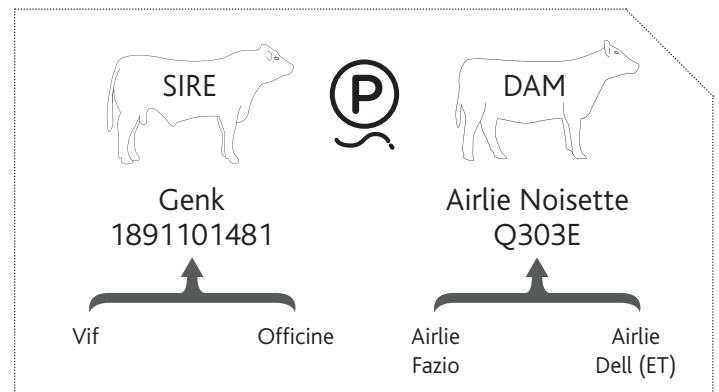 SIRE
P
DAM
Genk
1891101481
Airlie Noisette
Q303E
Vif
Officine
Airlie
Fazio
Airlie
Dell (ET)